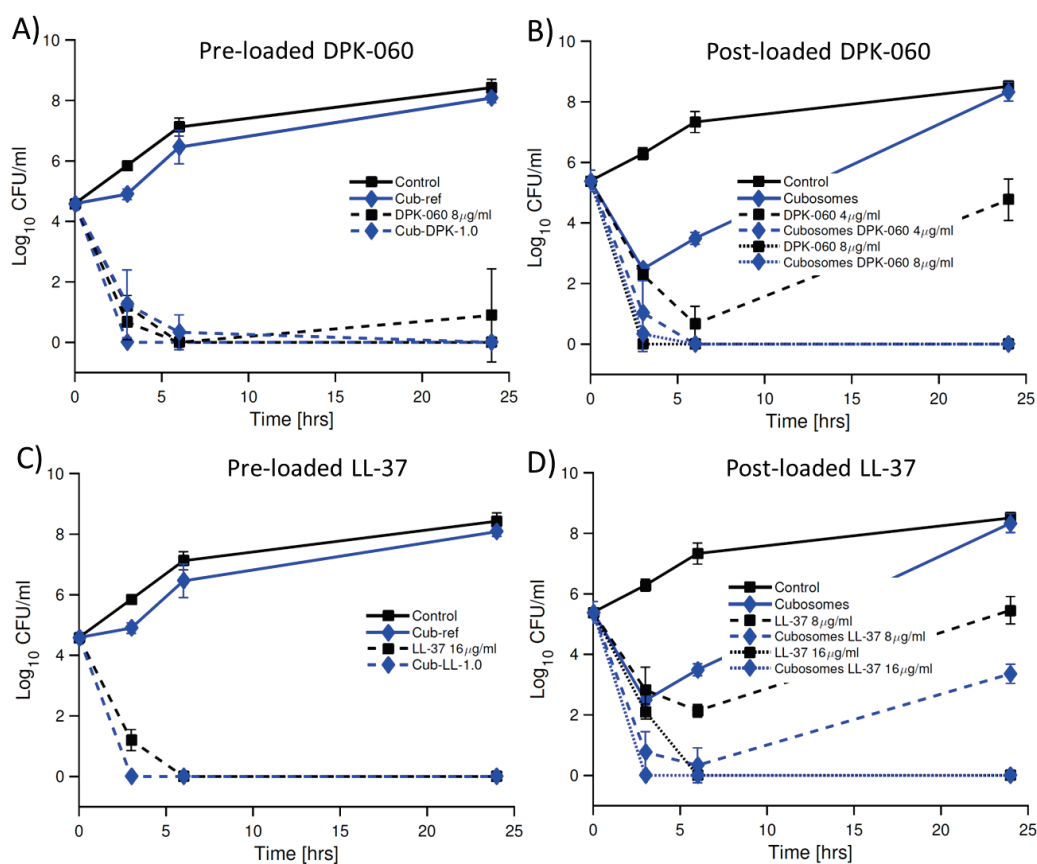 A)
Pre-loaded DPK-060
10
8
6
4
2
0
Log10 CFU/ml
Control
Cub-ref
DPK-060 8μg/ml
Cub-DPK-1.0
0 5 10 15 20 25
Time [hrs]
B)
Post-loaded DPK-060
10
8
6
4
2
0
Log10 CFU/ml
Control
Cubosomes
DPK-060 4μg/ml
Cubosomes DPK-060 4μg/ml
DPK-060 8μg/ml
Cubosomes DPK-060 8μg/ml
0 5 10 15 20 25
Time [hrs]
C)
Pre-loaded LL-37
10
8
6
4
2
0
Log10 CFU/ml
Control
Cub-ref
LL-37 16μg/ml
Cub-LL-1.0
0 5 10 15 20 25
Time [hrs]
D)
Post-loaded LL-37
10
8
6
4
2
0
Log10 CFU/ml
Control
Cubosomes
LL-37 8μg/ml
Cubosomes LL-37 8μg/ml
LL-37 16μg/ml
Cubosomes LL-37 16μg/ml
0 5 10 15 20 25
Time [hrs]